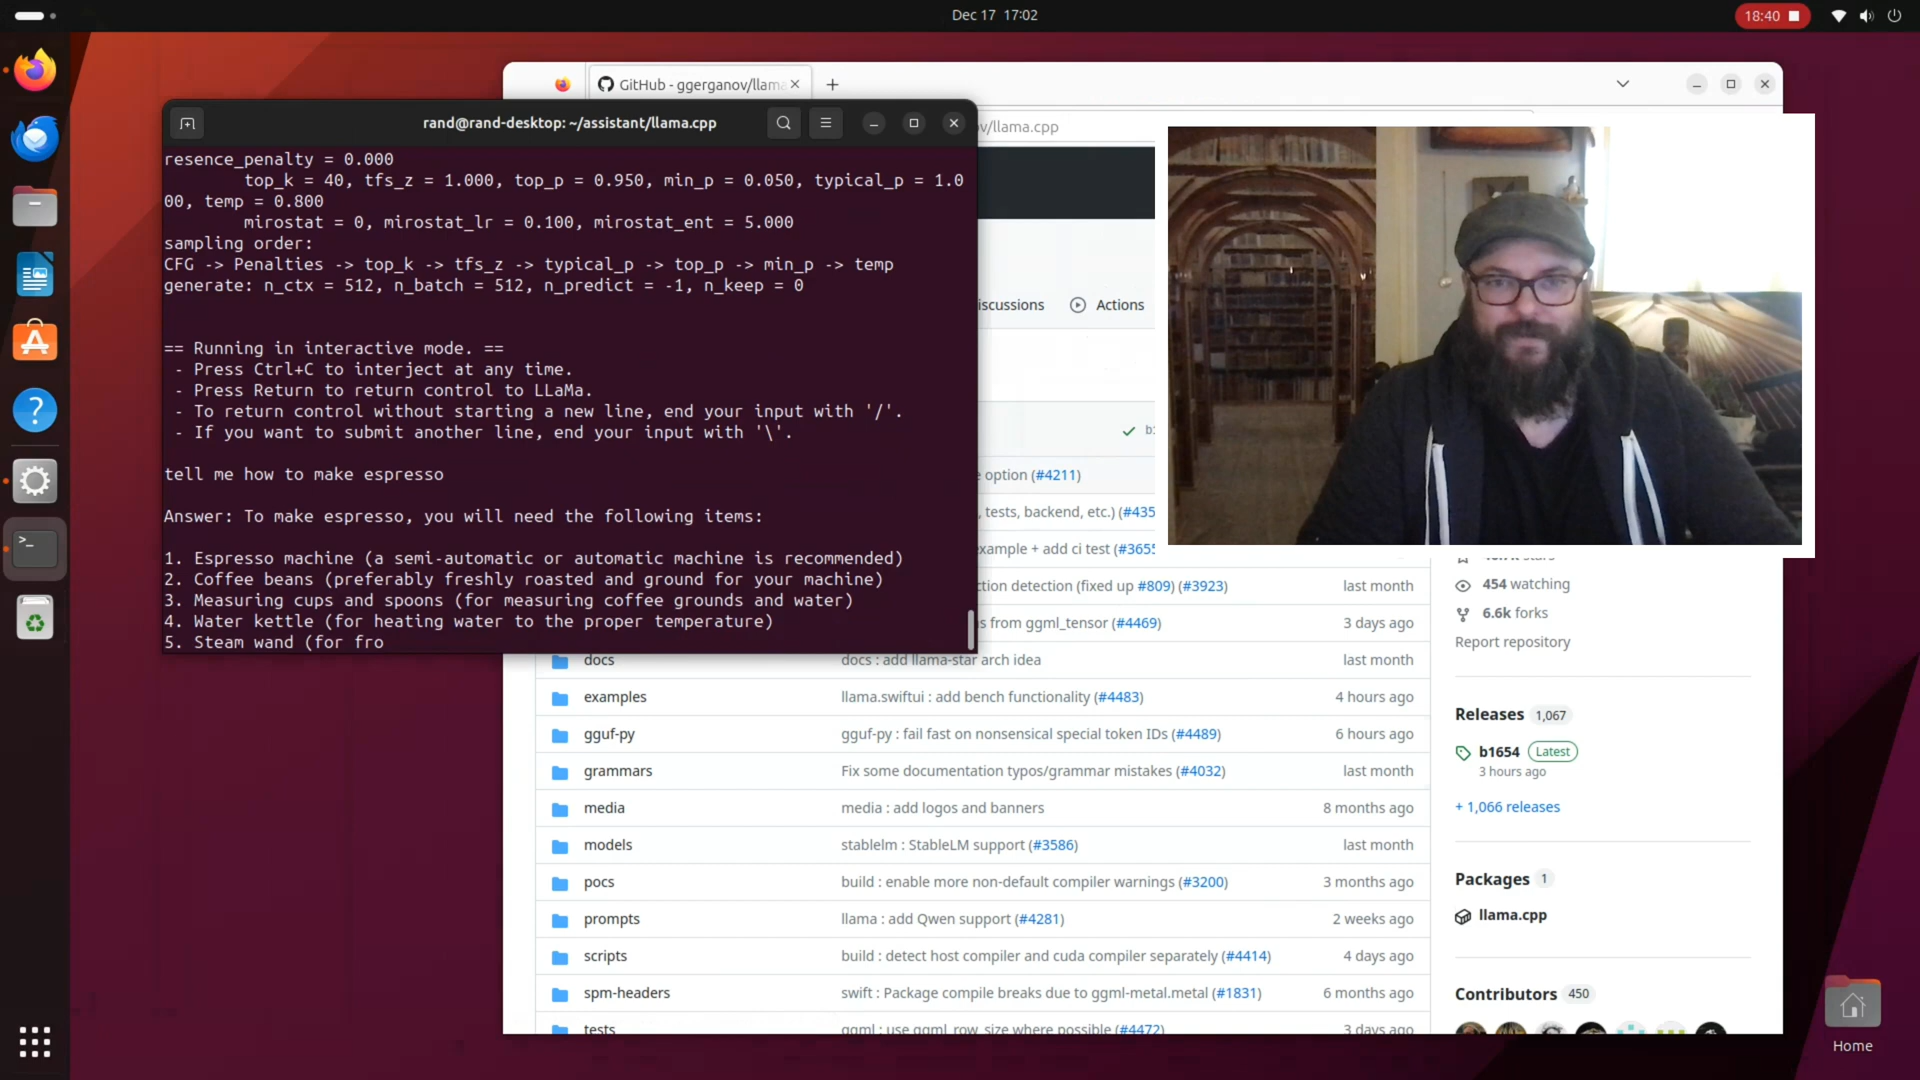 Dec 17 17:02
18:40
GitHub - ggerganov/llama
rand@rand-desktop: ~/assistant/llama.cpp
v/llama.cpp
resence_penalty = 0.000
top_k = 40, tfs_z = 1.000, top_p = 0.950, min_p = 0.050, typical_p = 1.0
00, temp = 0.800
mirostat = 0, mirostat_lr = 0.100, mirostat_ent = 5.000
sampling order:
CFG -> Penalties -> top_k -> tfs_z -> typical_p -> top_p -> min_p -> temp
generate: n_ctx = 512, n_batch = 512, n_predict = -1, n_keep = 0
== Running in interactive mode. ==
- Press Ctrl+C to interject at any time.
- Press Return to return control to LLaMa.
- To return control without starting a new line, end your input with '/'.
- If you want to submit another line, end your input with '\'.
tell me how to make espresso
Answer: To make espresso, you will need the following items:
1. Espresso machine (a semi-automatic or automatic machine is recommended)
2. Coffee beans (preferably freshly roasted and ground for your machine)
3. Measuring cups and spoons (for measuring coffee grounds and water)
4. Water kettle (for heating water to the proper temperature)
5. Steam wand (for fro
iscussions Actions
e option (#4211)
, tests, backend, etc.) (#435
example + add ci test (#3655
ction detection (fixed up #809) (#3923) last month
s from ggml_tensor (#4469) 3 days ago
docs docs : add llama-star arch idea last month
examples llama.swiftui : add bench functionality (#4483) 4 hours ago
gguf-py gguf-py : fail fast on nonsensical special token IDs (#4489) 6 hours ago
grammars Fix some documentation typos/grammar mistakes (#4032) last month
media media : add logos and banners 8 months ago
models stablelm : StableLM support (#3586) last month
pocs build : enable more non-default compiler warnings (#3200) 3 months ago
prompts llama : add Qwen support (#4281) 2 weeks ago
scripts build : detect host compiler and cuda compiler separately (#4414) 4 days ago
spm-headers swift : Package compile breaks due to ggml-metal.metal (#1831) 6 months ago
tests ggml : use ggml_row_size where possible (#4472) 3 days ago
454 watching
6.6k forks
Report repository
Releases 1,067
b1654 Latest
3 hours ago
+ 1,066 releases
Packages 1
llama.cpp
Contributors 450
Home